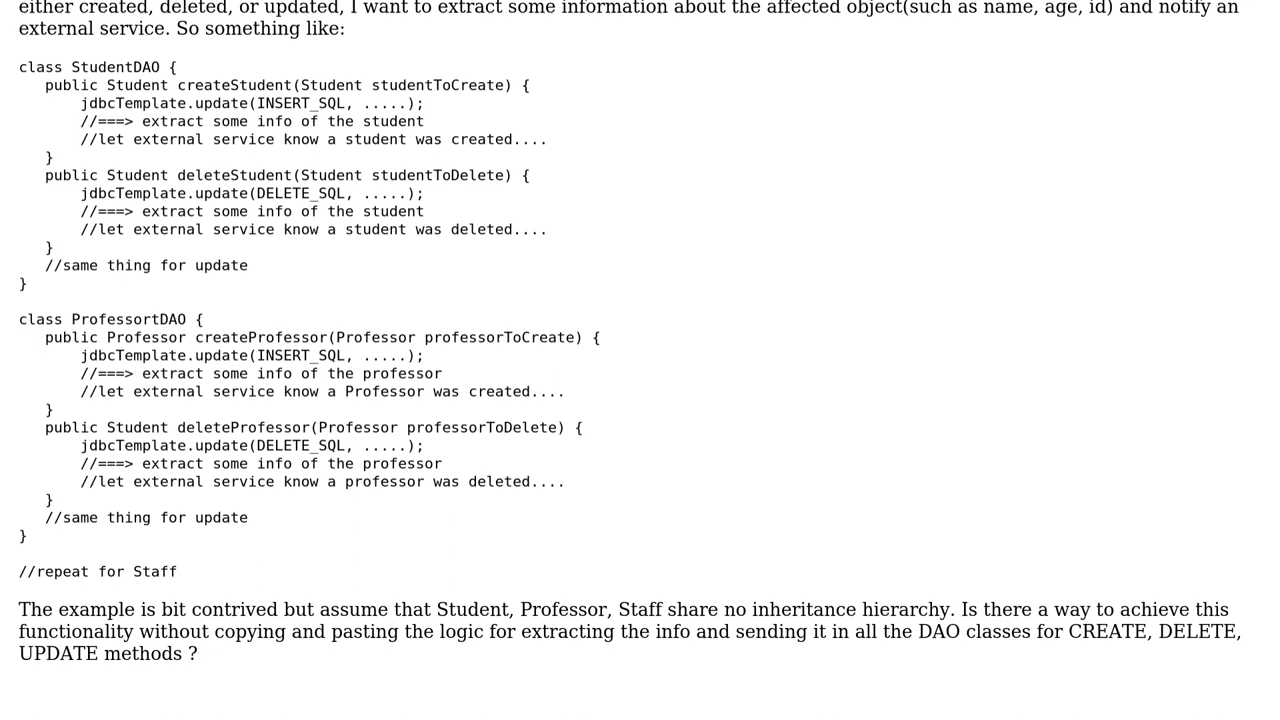 either created, deleted, or updated, I want to extract some information about the affected object(such as name, age, id) and notify an
external service. So something like:
class StudentDAO {
   public Student createStudent(Student studentToCreate) {
       jdbcTemplate.update(INSERT_SQL, .....);
       //===> extract some info of the student
       //let external service know a student was created....
   }
   public Student deleteStudent(Student studentToDelete) {
       jdbcTemplate.update(DELETE_SQL, .....);
       //===> extract some info of the student
       //let external service know a student was deleted....
   }
   //same thing for update
}
class ProfessortDAO {
   public Professor createProfessor(Professor professorToCreate) {
       jdbcTemplate.update(INSERT_SQL, .....);
       //===> extract some info of the professor
       //let external service know a Professor was created....
   }
   public Student deleteProfessor(Professor professorToDelete) {
       jdbcTemplate.update(DELETE_SQL, .....);
       //===> extract some info of the professor
       //let external service know a professor was deleted....
   }
   //same thing for update
}
//repeat for Staff
The example is bit contrived but assume that Student, Professor, Staff share no inheritance hierarchy. Is there a way to achieve this
functionality without copying and pasting the logic for extracting the info and sending it in all the DAO classes for CREATE, DELETE,
UPDATE methods ?